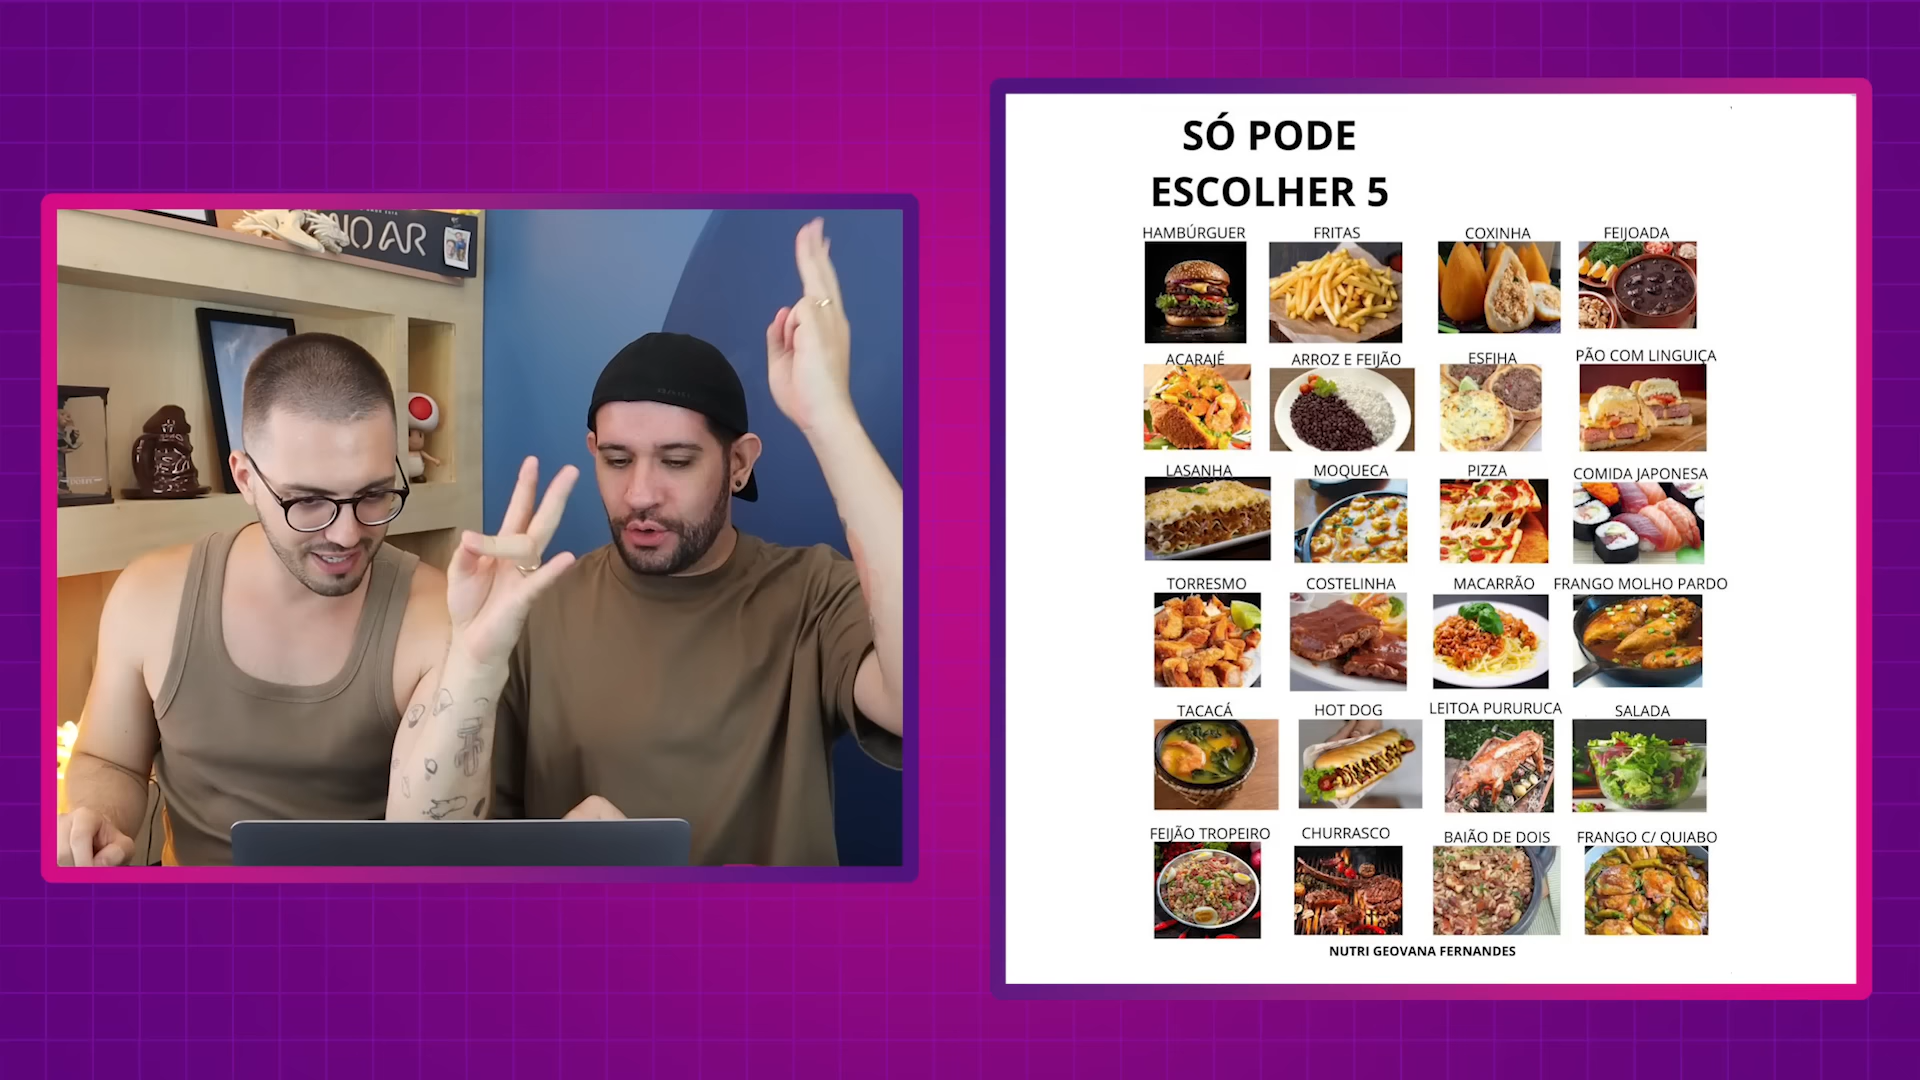 NO AR
SÓ PODE
ESCOLHER 5
HAMBÚRGUER FRITAS COXINHA FEIJOADA
ACARAJÉ ARROZ E FEIJÃO ESFIHA PÃO COM LINGUIÇA
LASANHA MOQUECA PIZZA COMIDA JAPONESA
TORRESMO COSTELINHA MACARRÃO FRANGO MOLHO PARDO
TACACÁ HOT DOG LEITOA PURURUCA SALADA
FEIJÃO TROPEIRO CHURRASCO BAIÃO DE DOIS FRANGO C/ QUIABO
NUTRI GEOVANA FERNANDES